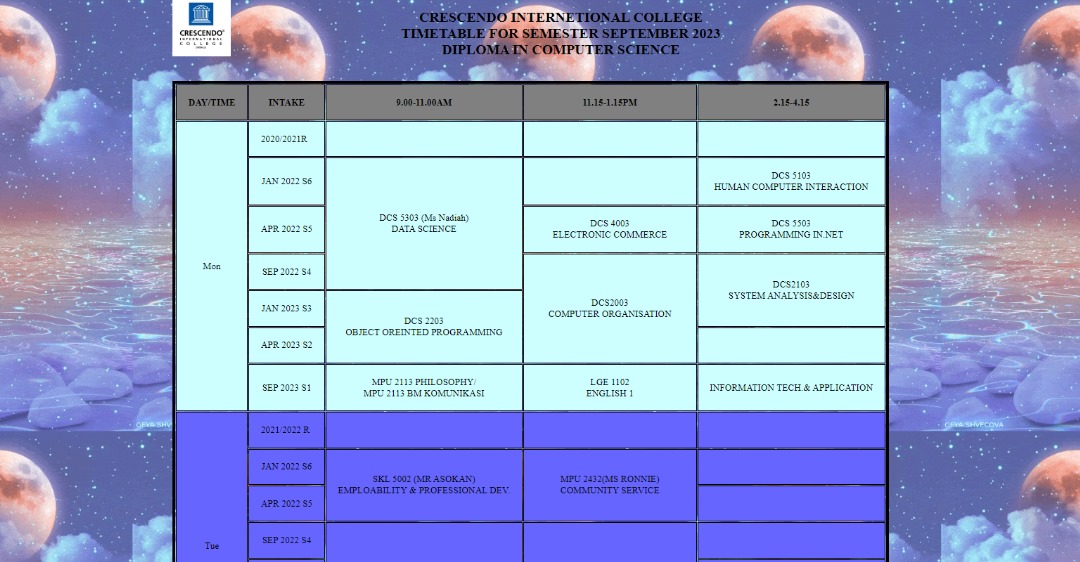 CRESCENDO
INTERNATIONAL
COLLEGE
CRESCENDO INTERNETIONAL COLLEGE
TIMETABLE FOR SEMESTER SEPTEMBER 2023
DIPLOMA IN COMPUTER SCIENCE
DAY/TIME INTAKE 9.00-11.00AM 11.15-1.15PM 2.15-4.15
Mon
2020/2021R
JAN 2022 S6
DCS 5303 (Ms Nadiah)
DATA SCIENCE
DCS 5103
HUMAN COMPUTER INTERACTION
APR 2022 S5
DCS 4003
ELECTRONIC COMMERCE
DCS 5503
PROGRAMMING IN.NET
SEP 2022 S4
DCS2003
COMPUTER ORGANISATION
DCS2103
SYSTEM ANALYSIS&DESIGN
JAN 2023 S3
DCS 2203
OBJECT OREINTED PROGRAMMING
APR 2023 S2
SEP 2023 S1
MPU 2113 PHILOSOPHY/
MPU 2113 BM KOMUNIKASI
LGE 1102
ENGLISH 1
INFORMATION TECH.& APPLICATION
Tue
2021/2022 R
JAN 2022 S6
SKL 5002 (MR ASOKAN)
EMPLOABILITY & PROFESSIONAL DEV.
MPU 2432(MS RONNIE)
COMMUNITY SERVICE
APR 2022 S5
SEP 2022 S4
GEYA SHV
GEYA SHVECOVA